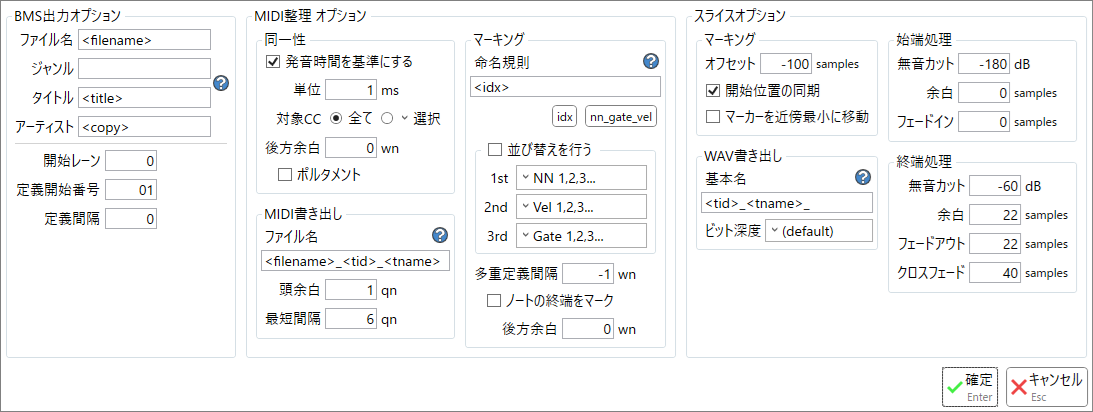 BMS出力オプション
ファイル名 <filename>
ジャンル
タイトル <title>
アーティスト <copy>
開始レーン 0
定義開始番号 01
定義間隔 0
MIDI整理 オプション
同一性
発音時間を基準にする
単位 1 ms
対象CC 全て 選択
後方余白 0 wn
ポルタメント
MIDI書き出し
ファイル名
<filename>_<tid>_<tname>
頭余白 1 qn
最短間隔 6 qn
マーキング
命名規則
<idx>
idx nn_gate_vel
並び替えを行う
1st NN 1,2,3...
2nd Vel 1,2,3...
3rd Gate 1,2,3...
多重定義間隔 -1 wn
ノートの終端をマーク
後方余白 0 wn
スライスオプション
マーキング
オフセット -100 samples
開始位置の同期
マーカーを近傍最小に移動
WAV書き出し
基本名
<tid>_<tname>_
ビット深度 (default)
始端処理
無音カット -180 dB
余白 0 samples
フェードイン 0 samples
終端処理
無音カット -60 dB
余白 22 samples
フェードアウト 22 samples
クロスフェード 40 samples
確定
Enter
キャンセル
Esc